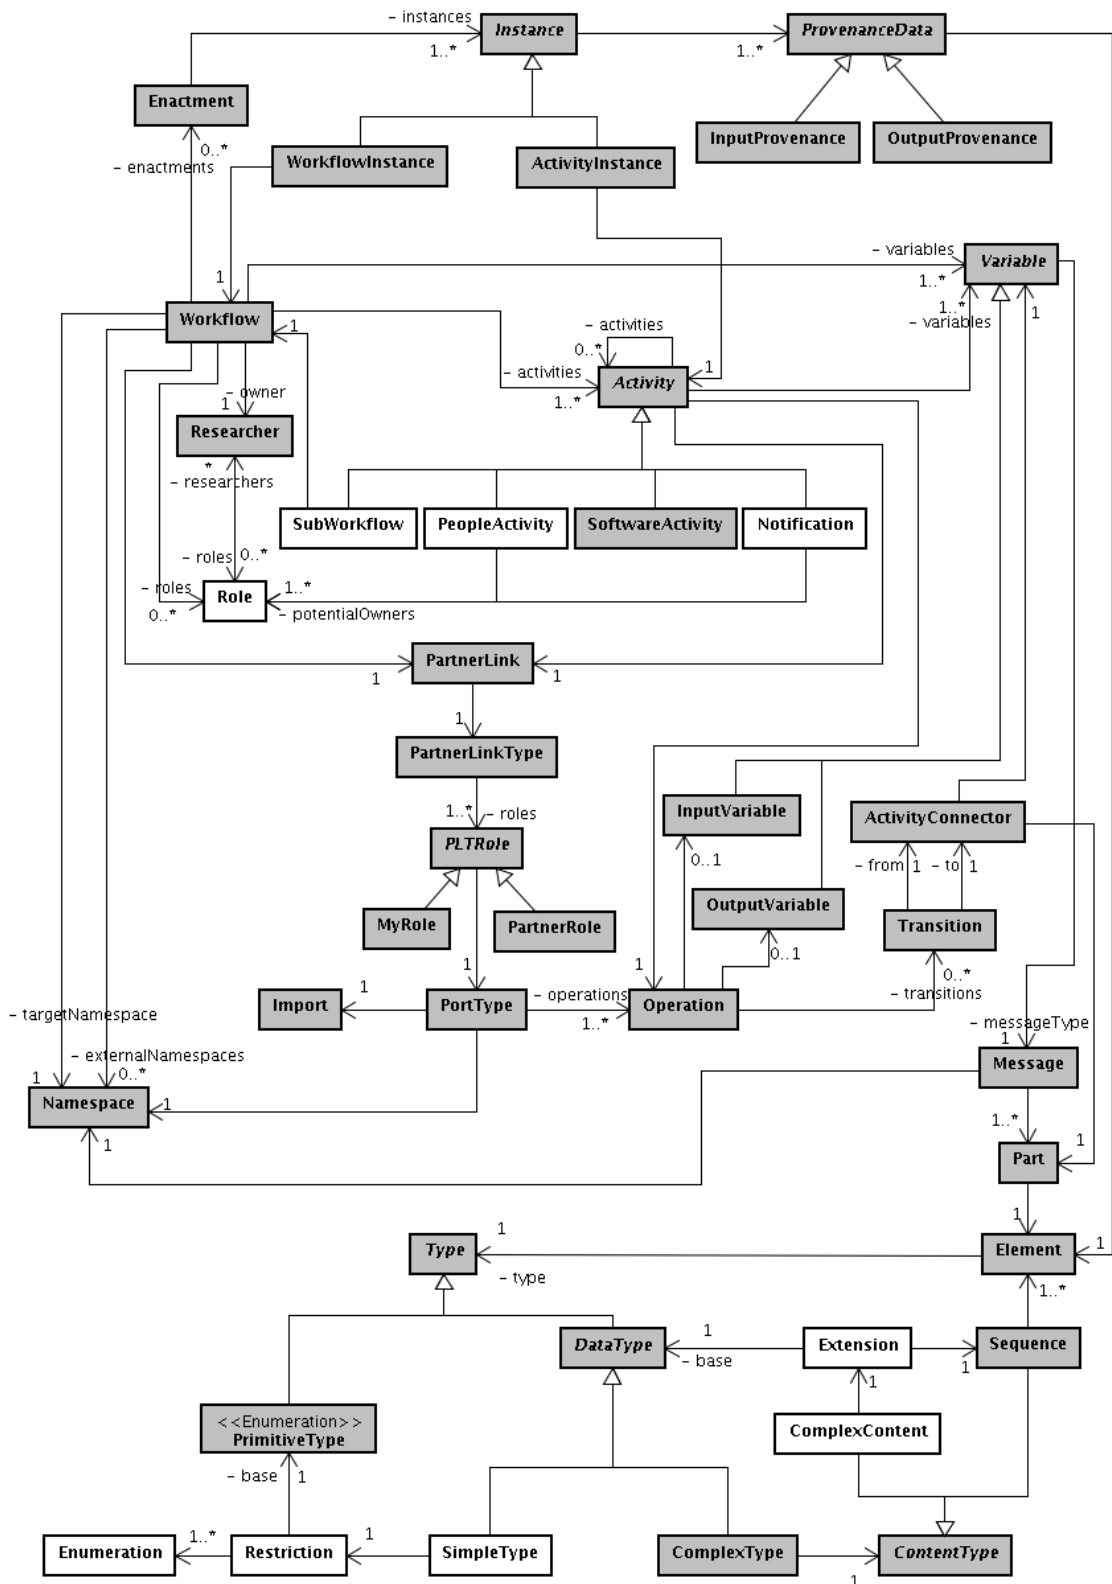 - instances
1..*
Instance
1..*
ProvenanceData
Enactment
0..*
- enactments
WorkflowInstance
ActivityInstance
InputProvenance
OutputProvenance
1
- variables
1..*
Variable
Workflow
1
- activities
0..*
1..*
- variables
1
- activities
1..*
Activity
1
- owner
1
Researcher
*
- researchers
SubWorkflow
PeopleActivity
SoftwareActivity
Notification
- roles
0..*
- roles
0..*
Role
1..*
- potentialOwners
PartnerLink
1
1
1
PartnerLinkType
1..*
- roles
PLTRole
InputVariable
0..1
ActivityConnector
- from
1
- to
1
MyRole
PartnerRole
OutputVariable
0..1
Transition
1
1
0..*
- transitions
Import
1
PortType
- operations
1..*
Operation
- targetNamespace
- externalNamespaces
1
0..*
- messageType
1
Message
Namespace
1
1
1..*
1
Part
1
Type
1
- type
Element
1
1..*
DataType
1
- base
Extension
1
Sequence
1
<<Enumeration>>
PrimitiveType
ComplexContent
- base
1
Enumeration
1..*
Restriction
1
SimpleType
ComplexType
1
ContentType